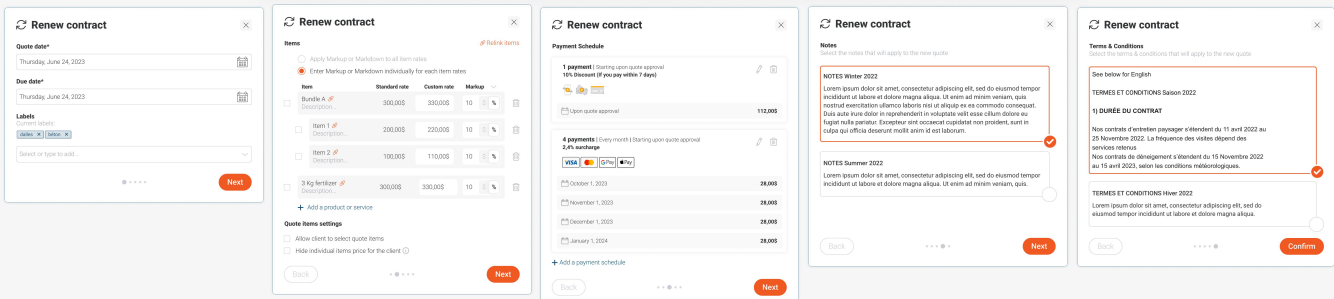 Renew contract
Quote date*
Thursday, June 24, 2023
Due date*
Thursday, June 24, 2023
Labels
Current labels:
dalles × tahoe ×
Select or type to add...
Next
Renew contract
Items
Relink items
Apply Markup or Markdown to all item rates
Enter Markup or Markdown individually for each item rates
Item Standard rate Custom rate Markup
Bundle A 300,00$ 330,00$ 10 %
Description...
Item 1 200,00$ 220,00$ 10 %
Description...
Item 2 100,00$ 110,00$ 10 %
Description...
3 Kg fertilizer 300,00$ 330,00$ 10 %
Description...
+ Add a product or service
Quote items settings
Allow client to select quote items
Hide individual items price for the client
Back
Next
Renew contract
Payment Schedule
1 payment | Starting upon quote approval
10% Discount (if you pay within 7 days)
Upon quote approval 112,00$
4 payments | Every month | Starting upon quote approval
2,4% surcharge
VISA G Pay Pay
October 1, 2023 28,00$
November 1, 2023 28,00$
December 1, 2023 28,00$
January 1, 2024 28,00$
+ Add a payment schedule
Back
Next
Renew contract
Notes
Select the notes that will apply to the new quote
NOTES Winter 2022
Lorem ipsum dolor sit amet, consectetur adipiscing elit, sed do eiusmod tempor
incididunt ut labore et dolore magna aliqua. Ut enim ad minim veniam, quis
nostrud exercitation ullamco laboris nisi ut aliquip ex ea commodo consequat.
Duis aute irure dolor in reprehenderit in voluptate velit esse cillum dolore eu
fugiat nulla pariatur. Excepteur sint occaecat cupidatat non proident, sunt in
culpa qui officia deserunt mollit anim id est laborum.
NOTES Summer 2022
Lorem ipsum dolor sit amet, consectetur adipiscing elit, sed do eiusmod tempor
incididunt ut labore et dolore magna aliqua. Ut enim ad minim veniam, quis.
Back
Next
Renew contract
Terms & Conditions
Select the terms & conditions that will apply to the new quote
See below for English
TERMES ET CONDITIONS Saison 2022
1) DURÉE DU CONTRAT
Nos contrats d'entretien paysager s'étendent du 11 avril 2022 au
25 Novembre 2022. La fréquence des visites dépend des
services retenus
Nos contrats de déneigement s'étendent du 15 Novembre 2022
au 15 avril 2023, selon les conditions météorologiques.
TERMES ET CONDITIONS Hiver 2022
Lorem ipsum dolor sit amet, consectetur adipiscing elit, sed do
eiusmod tempor incididunt ut labore et dolore magna aliqua.
Back
Confirm